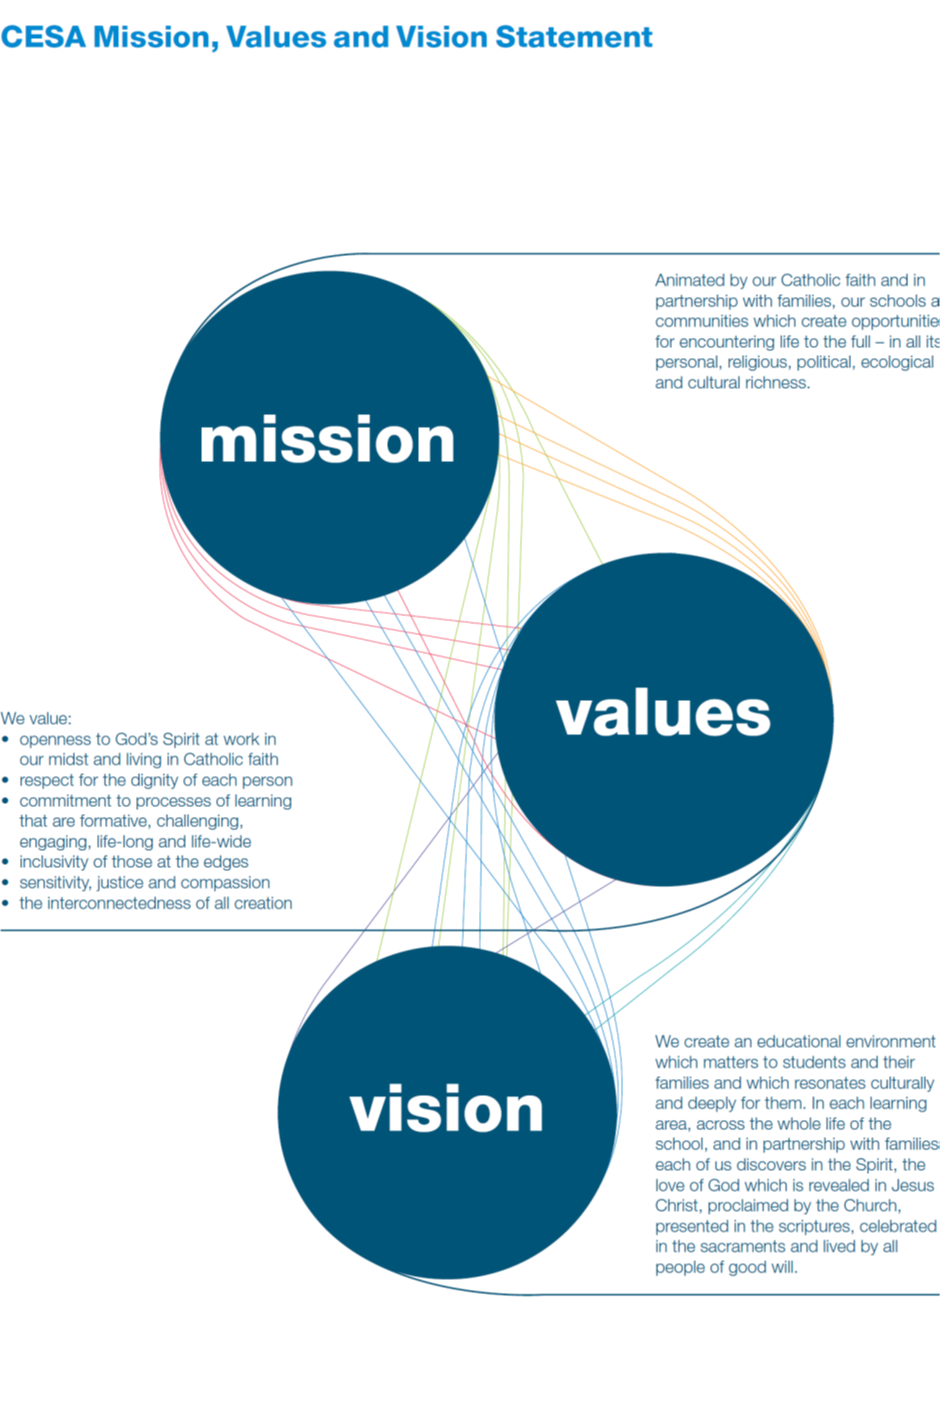 CESA Mission, Values and Vision Statement
Animated by our Catholic faith and in
partnership with families, our schools
communities which create
for encountering life to the full – in all its
personal, religious, political, ecological
and cultural richness.
mission
values
We value:
• openness to God's Spirit at work in
our midst and living in Catholic faith
• respect for the dignity of each person
• commitment to processes of learning
that are formative, challenging,
engaging, life-long and life-wide
• inclusivity of those at the edges
• sensitivity, justice and compassion
• the interconnectedness of all creation
vision
We create an educational environment
which matters to students and their
families and which resonates culturally
and deeply for them. In each learning
area, across the whole life of the
school, and in partnership with families
each of us discovers in the Spirit, the
love of God which is revealed in Jesus
Christ, proclaimed by the Church,
presented in the scriptures, celebrated
in the sacraments and lived by all
people of good will.